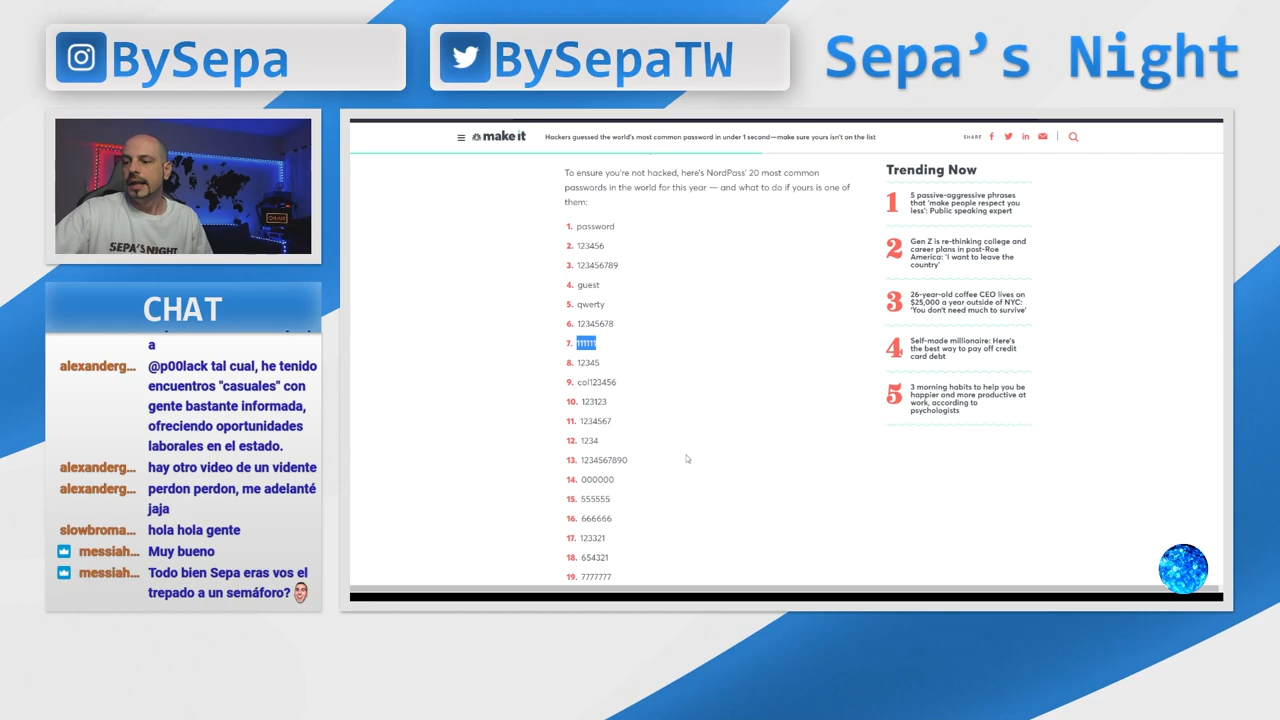 BySepa
BySepaTW
Sepa's Night
make it
Hackers guessed the world's most common password in under 1 second—make sure yours isn't on the list
SHARE
To ensure you're not hacked, here's NordPass' 20 most common
passwords in the world for this year — and what to do if yours is one of
them:
1. password
2. 123456
3. 123456789
4. guest
5. qwerty
6. 12345678
7. 111111
8. 12345
9. col123456
10. 123123
11. 1234567
12. 1234
13. 1234567890
14. 000000
15. 555555
16. 666666
17. 123321
18. 654321
19. 7777777
Trending Now
1
5 passive-aggressive phrases
that 'make people respect you
less': Public speaking expert
2
Gen Z is re-thinking college and
career plans in post-Roe
America: 'I want to leave the
country'
3
26-year-old coffee CEO lives on
$25,000 a year outside of NYC:
'You don't need much to survive'
4
Self-made millionaire: Here's
the best way to pay off credit
card debt
5
3 morning habits to help you be
happier and more productive at
work, according to
psychologists
ON AIR
SEPA'S NIGHT
CHAT
a
alexanderg... @p00lack tal cual, he tenido
encuentros "casuales" con
gente bastante informada,
ofreciendo oportunidades
laborales en el estado.
alexanderg... hay otro video de un vidente
alexanderg... perdon perdon, me adelanté
jaja
slowbroma... hola hola gente
messiah... Muy bueno
messiah... Todo bien Sepa eras vos el
trepado a un semáforo?